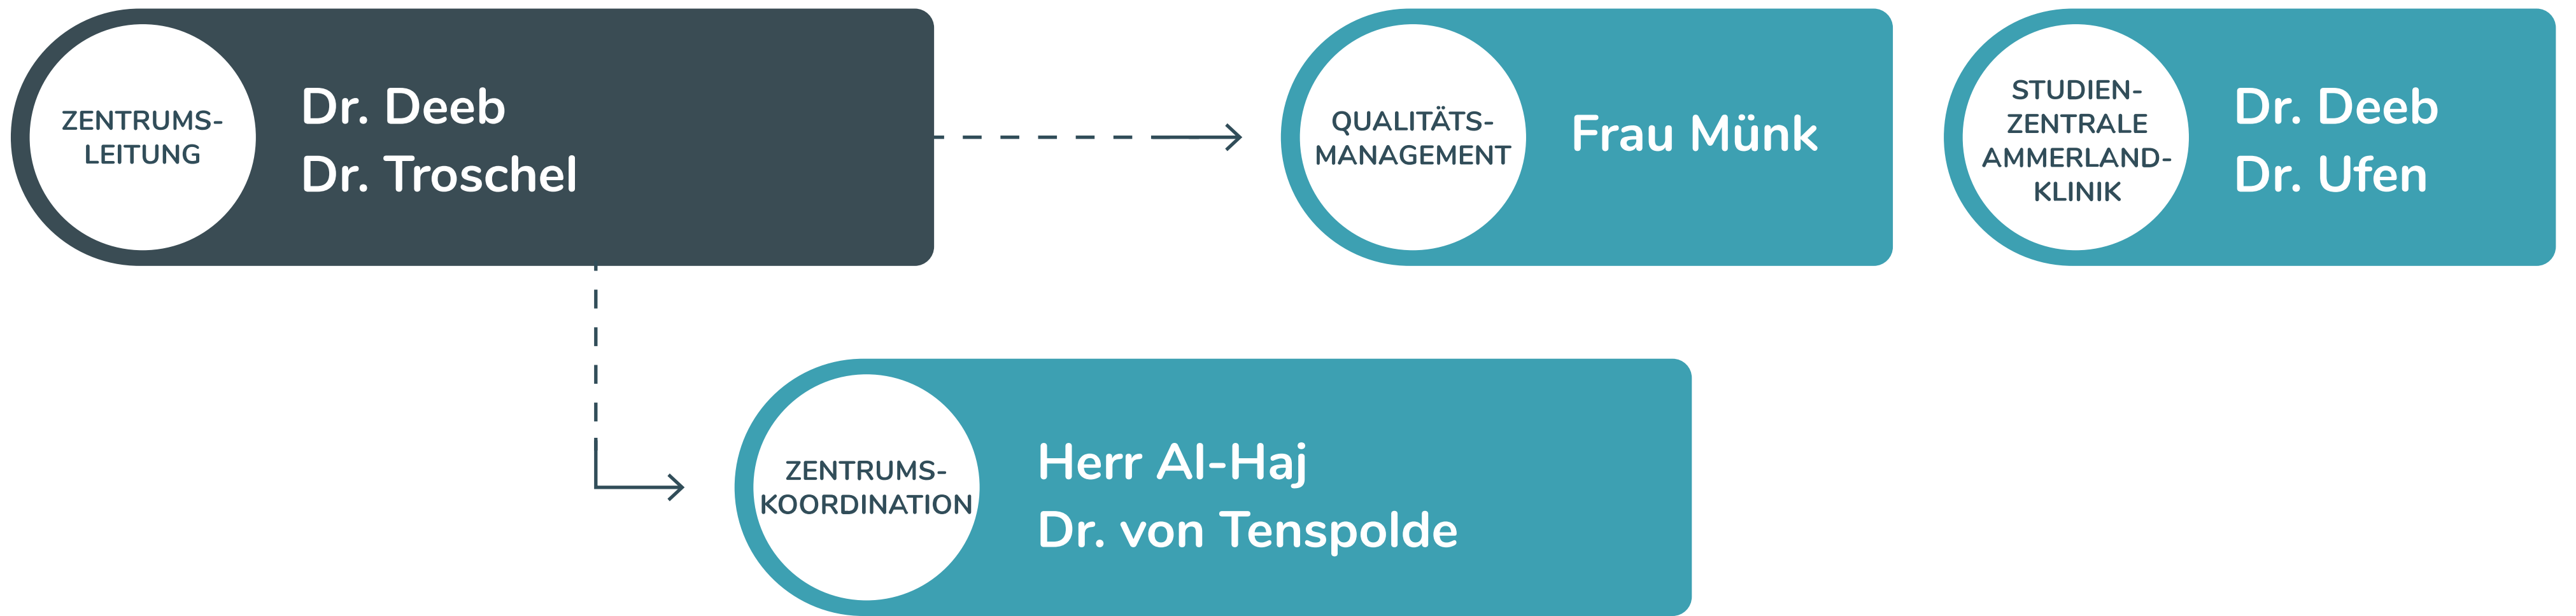 ZENTRUMS-
LEITUNG
Dr. Deeb
Dr. Troschel
QUALITÄTS-
MANAGEMENT
Frau Münk
STUDIEN-
ZENTRALE
AMMERLAND-
KLINIK
Dr. Deeb
Dr. Ufen
ZENTRUMS-
KOORDINATION
Herr Al-Haj
Dr. von Tenspolde